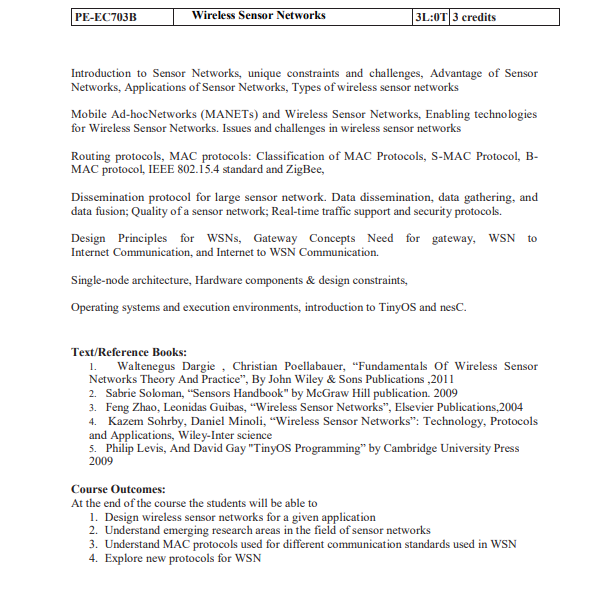 PE-EC703B Wireless Sensor Networks 3L:0T 3 credits
Introduction to Sensor Networks, unique constraints and challenges, Advantage of Sensor
Networks, Applications of Sensor Networks, Types of wireless sensor networks
Mobile Ad-hocNetworks (MANETs) and Wireless Sensor Networks, Enabling technologies
for Wireless Sensor Networks. Issues and challenges in wireless sensor networks
Routing protocols, MAC protocols: Classification of MAC Protocols, S-MAC Protocol, B-
MAC protocol, IEEE 802.15.4 standard and ZigBee,
Dissemination protocol for large sensor network. Data dissemination, data gathering, and
data fusion; Quality of a sensor network; Real-time traffic support and security protocols.
Design Principles for WSNs, Gateway Concepts Need for gateway, WSN to
Internet Communication, and Internet to WSN Communication.
Single-node architecture, Hardware components & design constraints,
Operating systems and execution environments, introduction to TinyOS and nesC.
Text/Reference Books:
1. Waltenegus Dargie , Christian Poellabauer, “Fundamentals Of Wireless Sensor
Networks Theory And Practice”, By John Wiley & Sons Publications ,2011
2. Sabrie Soloman, “Sensors Handbook" by McGraw Hill publication. 2009
3. Feng Zhao, Leonidas Guibas, “Wireless Sensor Networks”, Elsevier Publications,2004
4. Kazem Sohrby, Daniel Minoli, “Wireless Sensor Networks”: Technology, Protocols
and Applications, Wiley-Inter science
5. Philip Levis, And David Gay "TinyOS Programming” by Cambridge University Press
2009
Course Outcomes:
At the end of the course the students will be able to
1. Design wireless sensor networks for a given application
2. Understand emerging research areas in the field of sensor networks
3. Understand MAC protocols used for different communication standards used in WSN
4. Explore new protocols for WSN